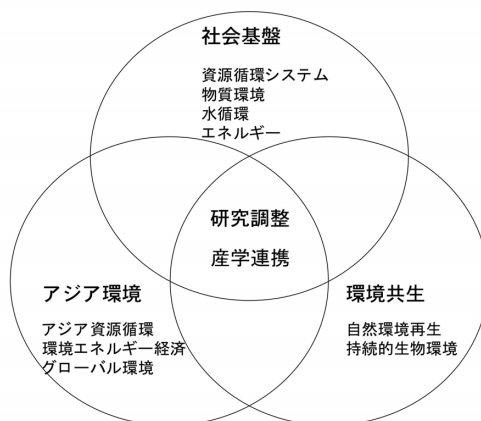 社会基盤
資源循環システム
物質環境
水循環
エネルギー
研究調整
産学連携
アジア環境
アジア資源循環
環境エネルギー経済
グローバル環境
環境共生
自然環境再生
持続的生物環境